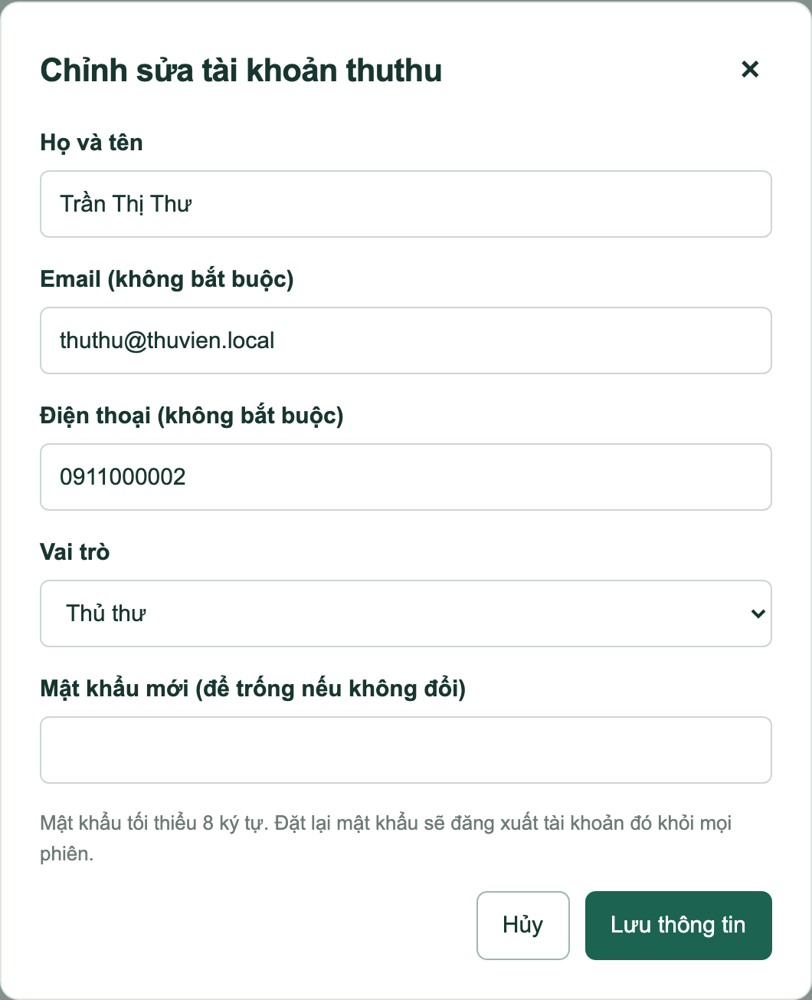 Chỉnh sửa tài khoản thuthu
Họ và tên
Trần Thị Thư
Email (không bắt buộc)
thuthu@thuvien.local
Điện thoại (không bắt buộc)
0911000002
Vai trò
Thủ thư
Mật khẩu mới (để trống nếu không đổi)
Mật khẩu tối thiểu 8 ký tự. Đặt lại mật khẩu sẽ đăng xuất tài khoản đó khỏi mọi
phiên.
Hủy
Lưu thông tin